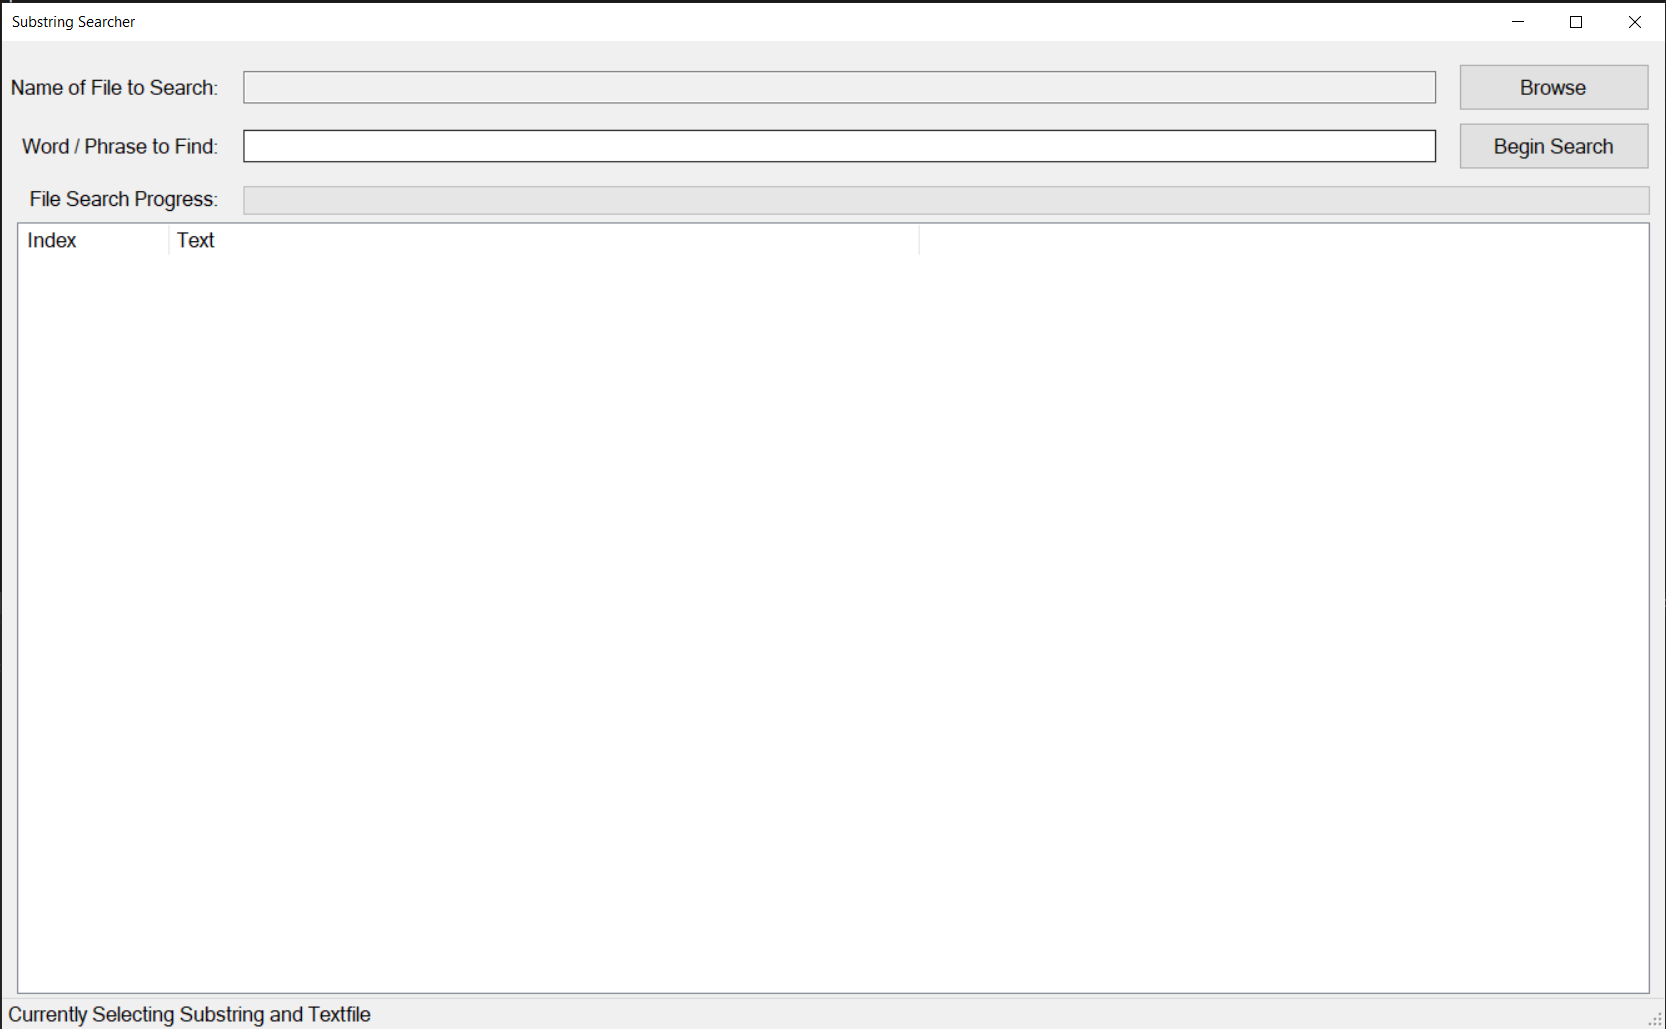 Substring Searcher
Name of File to Search:
Browse
Word / Phrase to Find:
Begin Search
File Search Progress:
Index Text
Currently Selecting Substring and Textfile